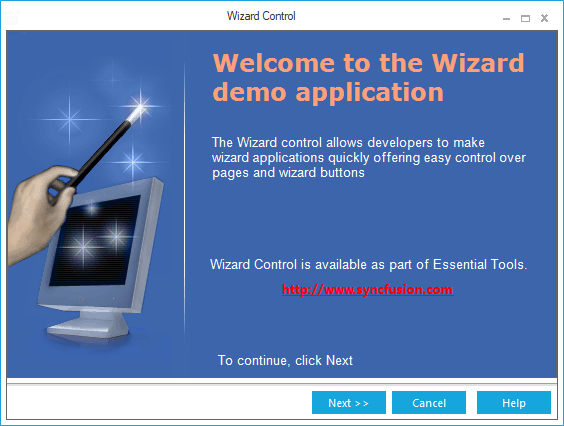 Wizard Control
Welcome to the Wizard
demo application
The Wizard control allows developers to make
wizard applications quickly offering easy control over
pages and wizard buttons
Wizard Control is available as part of Essential Tools.
http://www.syncfusion.com
To continue, click Next
Next >> Cancel Help